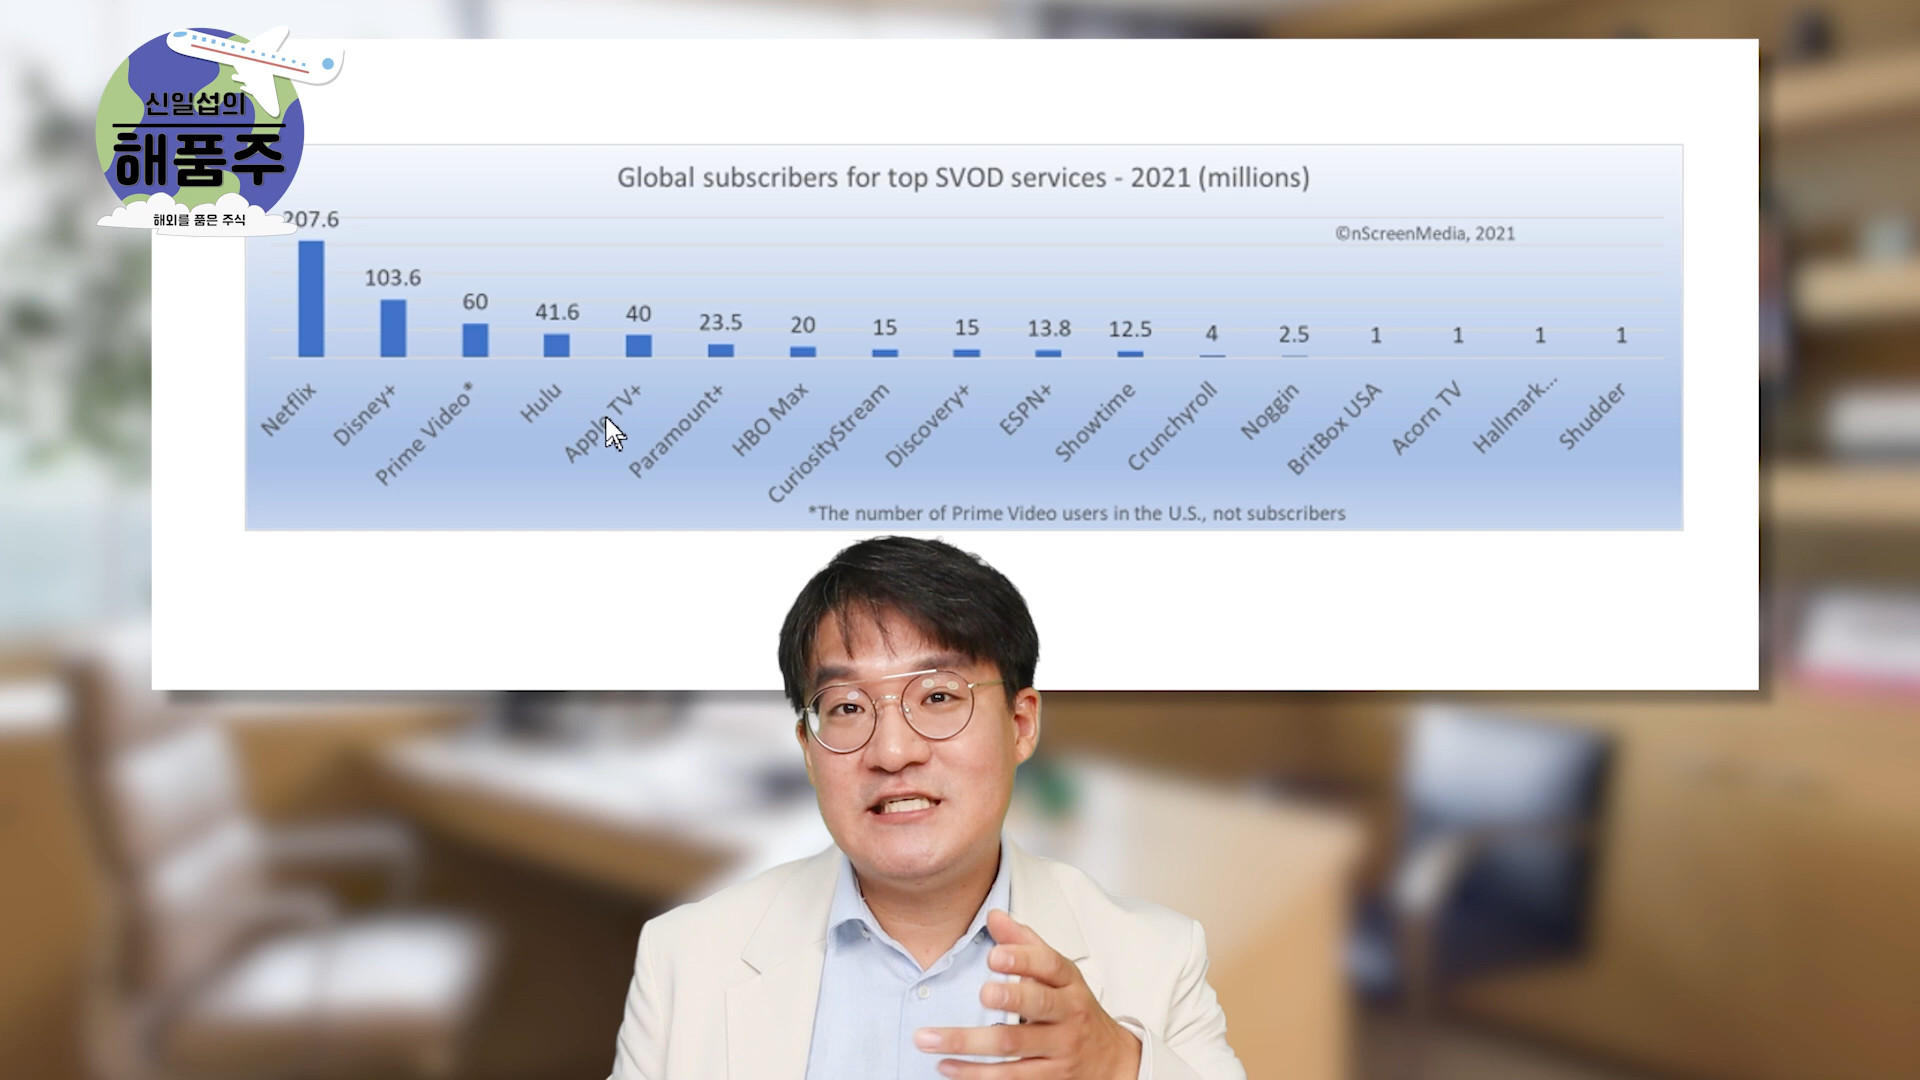 신일섭의
해품주
해외를 품은 주식
Global subscribers for top SVOD services - 2021 (millions)
©nScreenMedia, 2021
207.6
103.6
60
41.6
40
23.5
20
15
15
13.8
12.5
4
2.5
1
1
1
1
Netflix
Disney+
Prime Video*
Hulu
Apple TV+
Paramount+
HBO Max
CuriosityStream
Discovery+
ESPN+
Showtime
Crunchyroll
Noggin
BritBox USA
Acorn TV
Hallmark...
Shudder
*The number of Prime Video users in the U.S., not subscribers